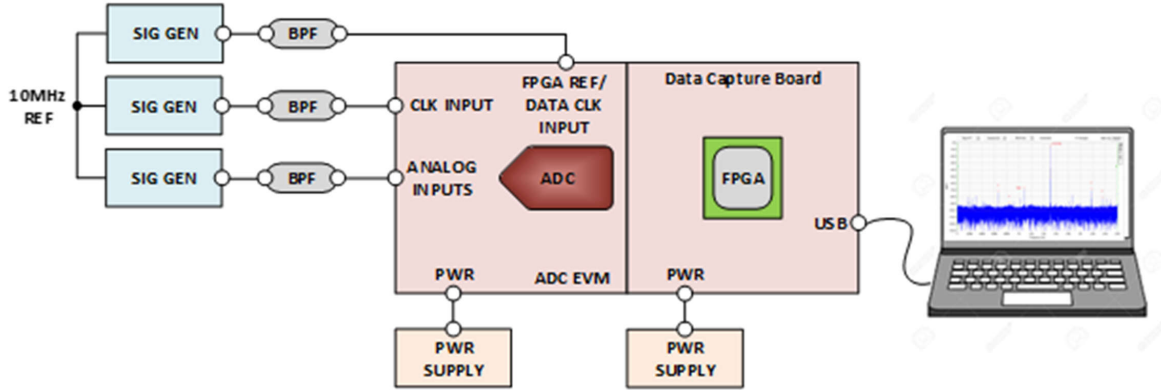 SIG GEN
BPF
10MHz
REF
SIG GEN
BPF
SIG GEN
BPF
CLK INPUT
ANALOG
INPUTS
FPGA REF/
DATA CLK
INPUT
ADC
PWR
ADC EVM
Data Capture Board
FPGA
USB
PWR
PWR
SUPPLY
PWR
SUPPLY